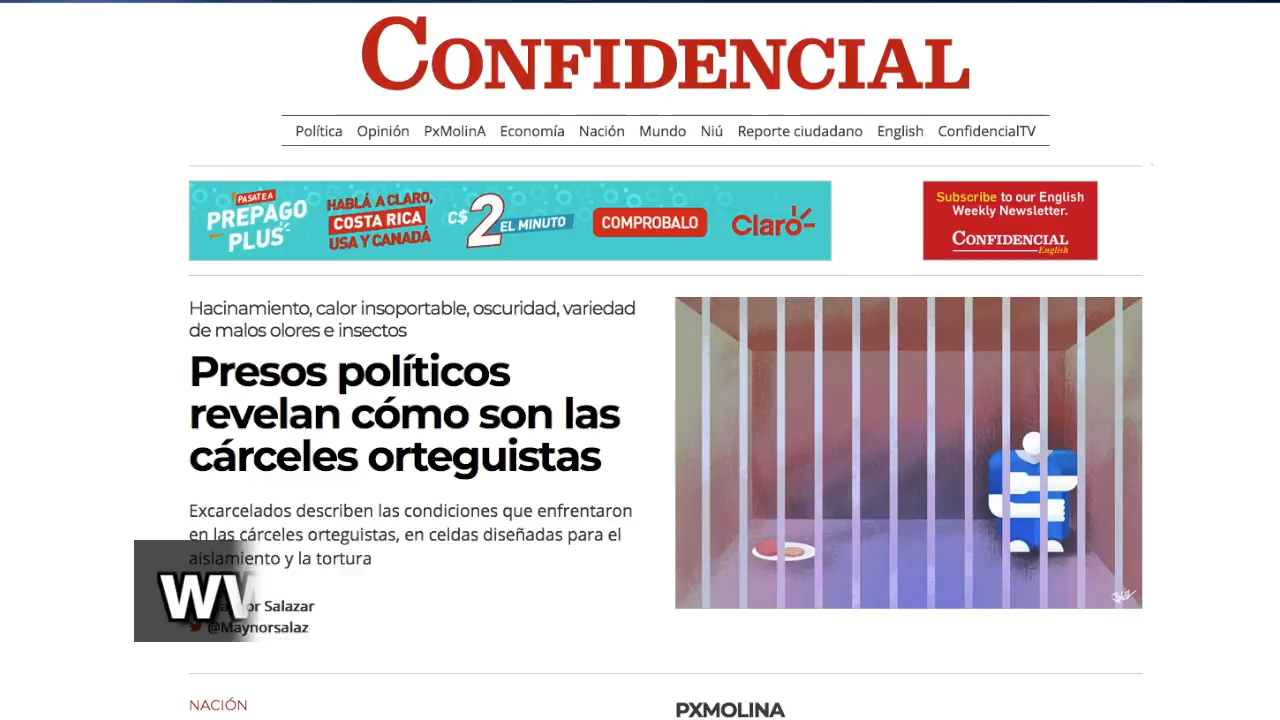 CONFIDENCIAL
Política Opinión PxMolinA Economía Nación Mundo Niú Reporte ciudadano English ConfidencialTV
PASATE A
PREPAGO
PLUS
HABLÁ A CLARO,
COSTA RICA
USA Y CANADÁ
C$ 2 EL MINUTO
COMPROBALO
Claro
Subscribe to our English
Weekly Newsletter.
CONFIDENCIAL
English
Hacinamiento, calor insoportable, oscuridad, variedad
de malos olores e insectos
Presos políticos
revelan cómo son las
cárceles orteguistas
Excarcelados describen las condiciones que enfrentaron
en las cárceles orteguistas, en celdas diseñadas para el
aislamiento y la tortura
Salazar
@Maynorsalaz
NACIÓN
PXMOLINA